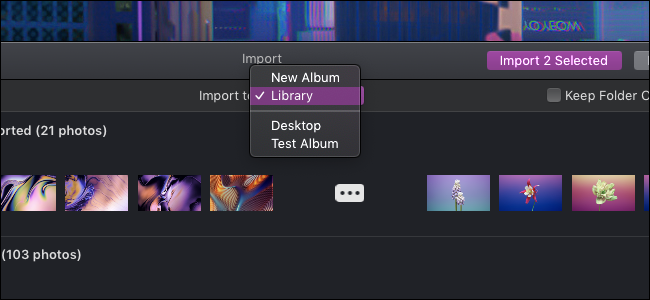 Import
Import 2 Selected
New Album
Import to
✓ Library
Keep Folder O
Desktop
Test Album
orted (21 photos)
(103 photos)